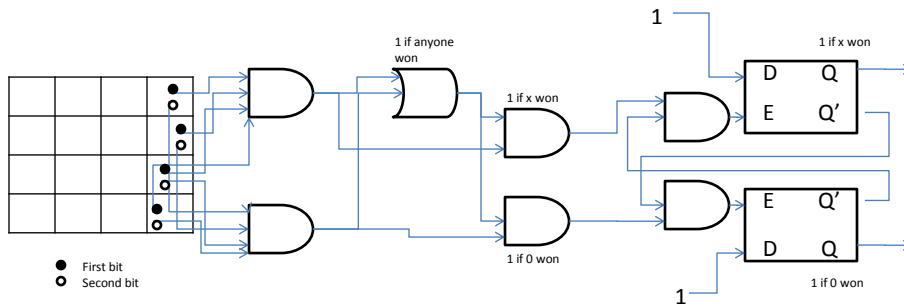 1
1 if anyone
won
1 if x won
D Q
E Q'
1 if x won
E Q'
D Q
1 if 0 won
1 if 0 won
1
First bit
Second bit